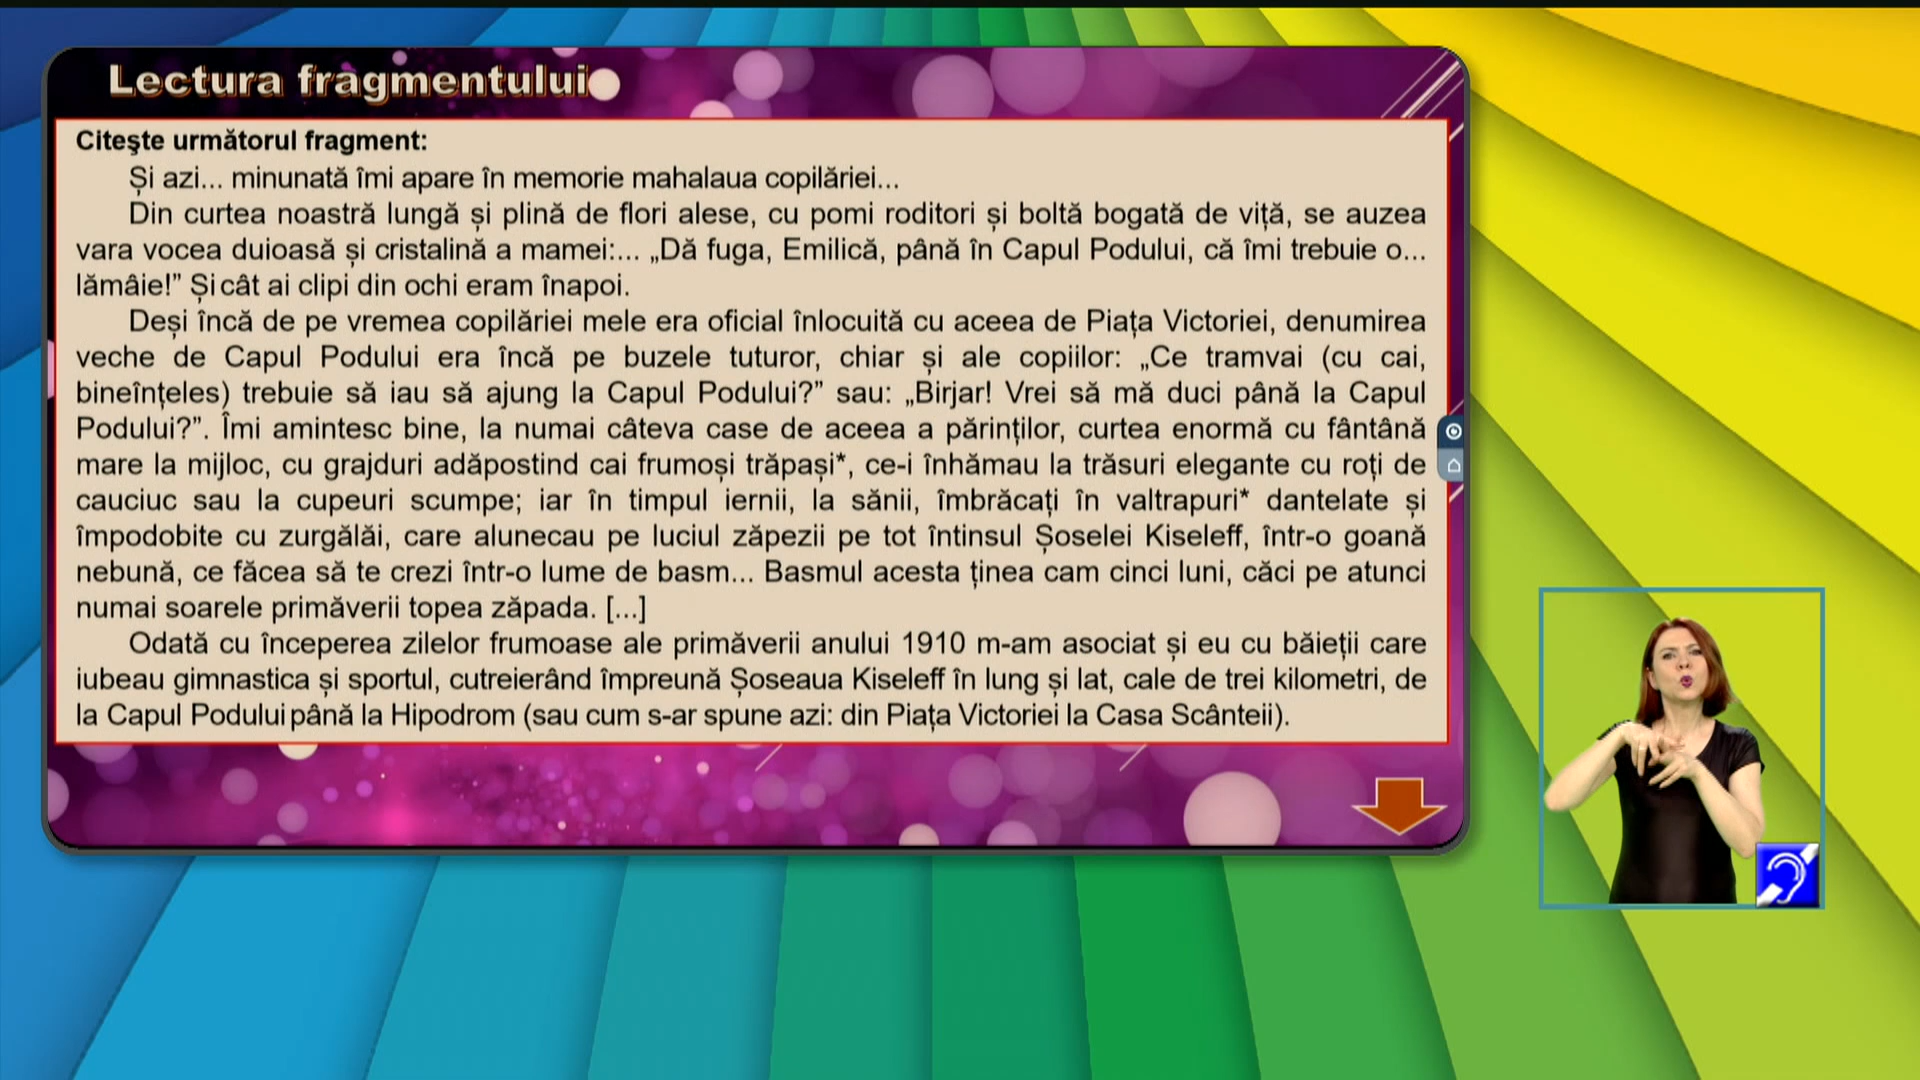 Lectura fragmentului
Citeşte următorul fragment:
Și azi... minunată îmi apare în memorie mahalaua copilăriei...
Din curtea noastră lungă și plină de flori alese, cu pomi roditori și boltă bogată de viță, se auzea
vara vocea duioasă și cristalină a mamei:... „Dă fuga, Emilică, până în Capul Podului, că îmi trebuie o...
lămâie!” Și cât ai clipi din ochi eram înapoi.
Deși încă de pe vremea copilăriei mele era oficial înlocuită cu aceea de Piața Victoriei, denumirea
veche de Capul Podului era încă pe buzele tuturor, chiar și ale copiilor: „Ce tramvai (cu cai,
bineînțeles) trebuie să iau să ajung la Capul Podului?” sau: „Birjar! Vrei să mă duci până la Capul
Podului?”. Îmi amintesc bine, la numai câteva case de aceea a părinților, curtea enormă cu fântână
mare la mijloc, cu grajduri adăpostind cai frumoși trăpași*, ce-i înhămau la trăsuri elegante cu roți de
cauciuc sau la cupeuri scumpe; iar în timpul iernii, la sănii, îmbrăcați în valtrapuri* dantelate și
împodobite cu zurgălăi, care alunecau pe luciul zăpezii pe tot întinsul Șoselei Kiseleff, într-o goană
nebună, ce făcea să te crezi într-o lume de basm... Basmul acesta ținea cam cinci luni, căci pe atunci
numai soarele primăverii topea zăpada. [...]
Odată cu începerea zilelor frumoase ale primăverii anului 1910 m-am asociat și eu cu băieții care
iubeau gimnastica și sportul, cutreierând împreună Șoseaua Kiseleff în lung și lat, cale de trei kilometri, de
la Capul Podului până la Hipodrom (sau cum s-ar spune azi: din Piața Victoriei la Casa Scânteii).